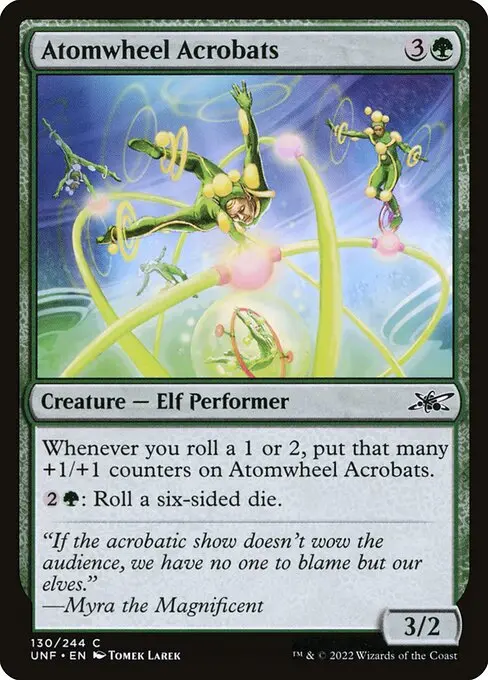 Atomwheel Acrobats 3
Creature — Elf Performer
Whenever you roll a 1 or 2, put that many
+1/+1 counters on Atomwheel Acrobats.
2 : Roll a six-sided die.
“If the acrobatic show doesn’t wow the
audience, we have no one to blame but our
elves.”
—Myra the Magnificent
3/2
130/244 C
UNF • EN Tomek Larek
™ & © 2022 Wizards of the Coast